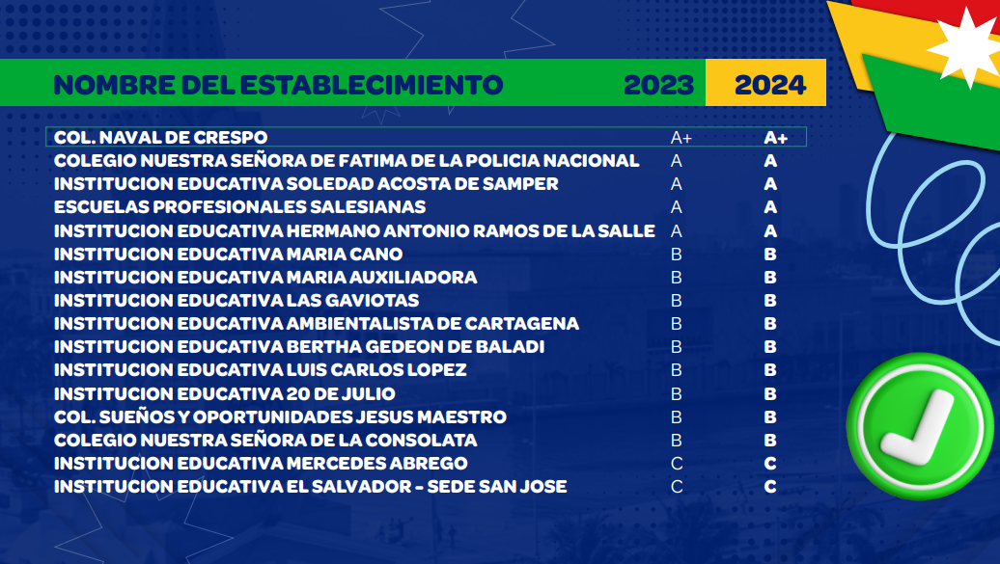 NOMBRE DEL ESTABLECIMIENTO 2023 2024
COL. NAVAL DE CRESPO A+ A+
COLEGIO NUESTRA SEÑORA DE FATIMA DE LA POLICIA NACIONAL A A
INSTITUCION EDUCATIVA SOLEDAD ACOSTA DE SAMPER A A
ESCUELAS PROFESIONALES SALESIANAS A A
INSTITUCION EDUCATIVA HERMANO ANTONIO RAMOS DE LA SALLE A A
INSTITUCION EDUCATIVA MARIA CANO B B
INSTITUCION EDUCATIVA MARIA AUXILIADORA B B
INSTITUCION EDUCATIVA LAS GAVIOTAS B B
INSTITUCION EDUCATIVA AMBIENTALISTA DE CARTAGENA B B
INSTITUCION EDUCATIVA BERTHA GEDEON DE BALADI B B
INSTITUCION EDUCATIVA LUIS CARLOS LOPEZ B B
INSTITUCION EDUCATIVA 20 DE JULIO B B
COL. SUEÑOS Y OPORTUNIDADES JESUS MAESTRO B B
COLEGIO NUESTRA SEÑORA DE LA CONSOLATA B B
INSTITUCION EDUCATIVA MERCEDES ABREGO C C
INSTITUCION EDUCATIVA EL SALVADOR - SEDE SAN JOSE C C